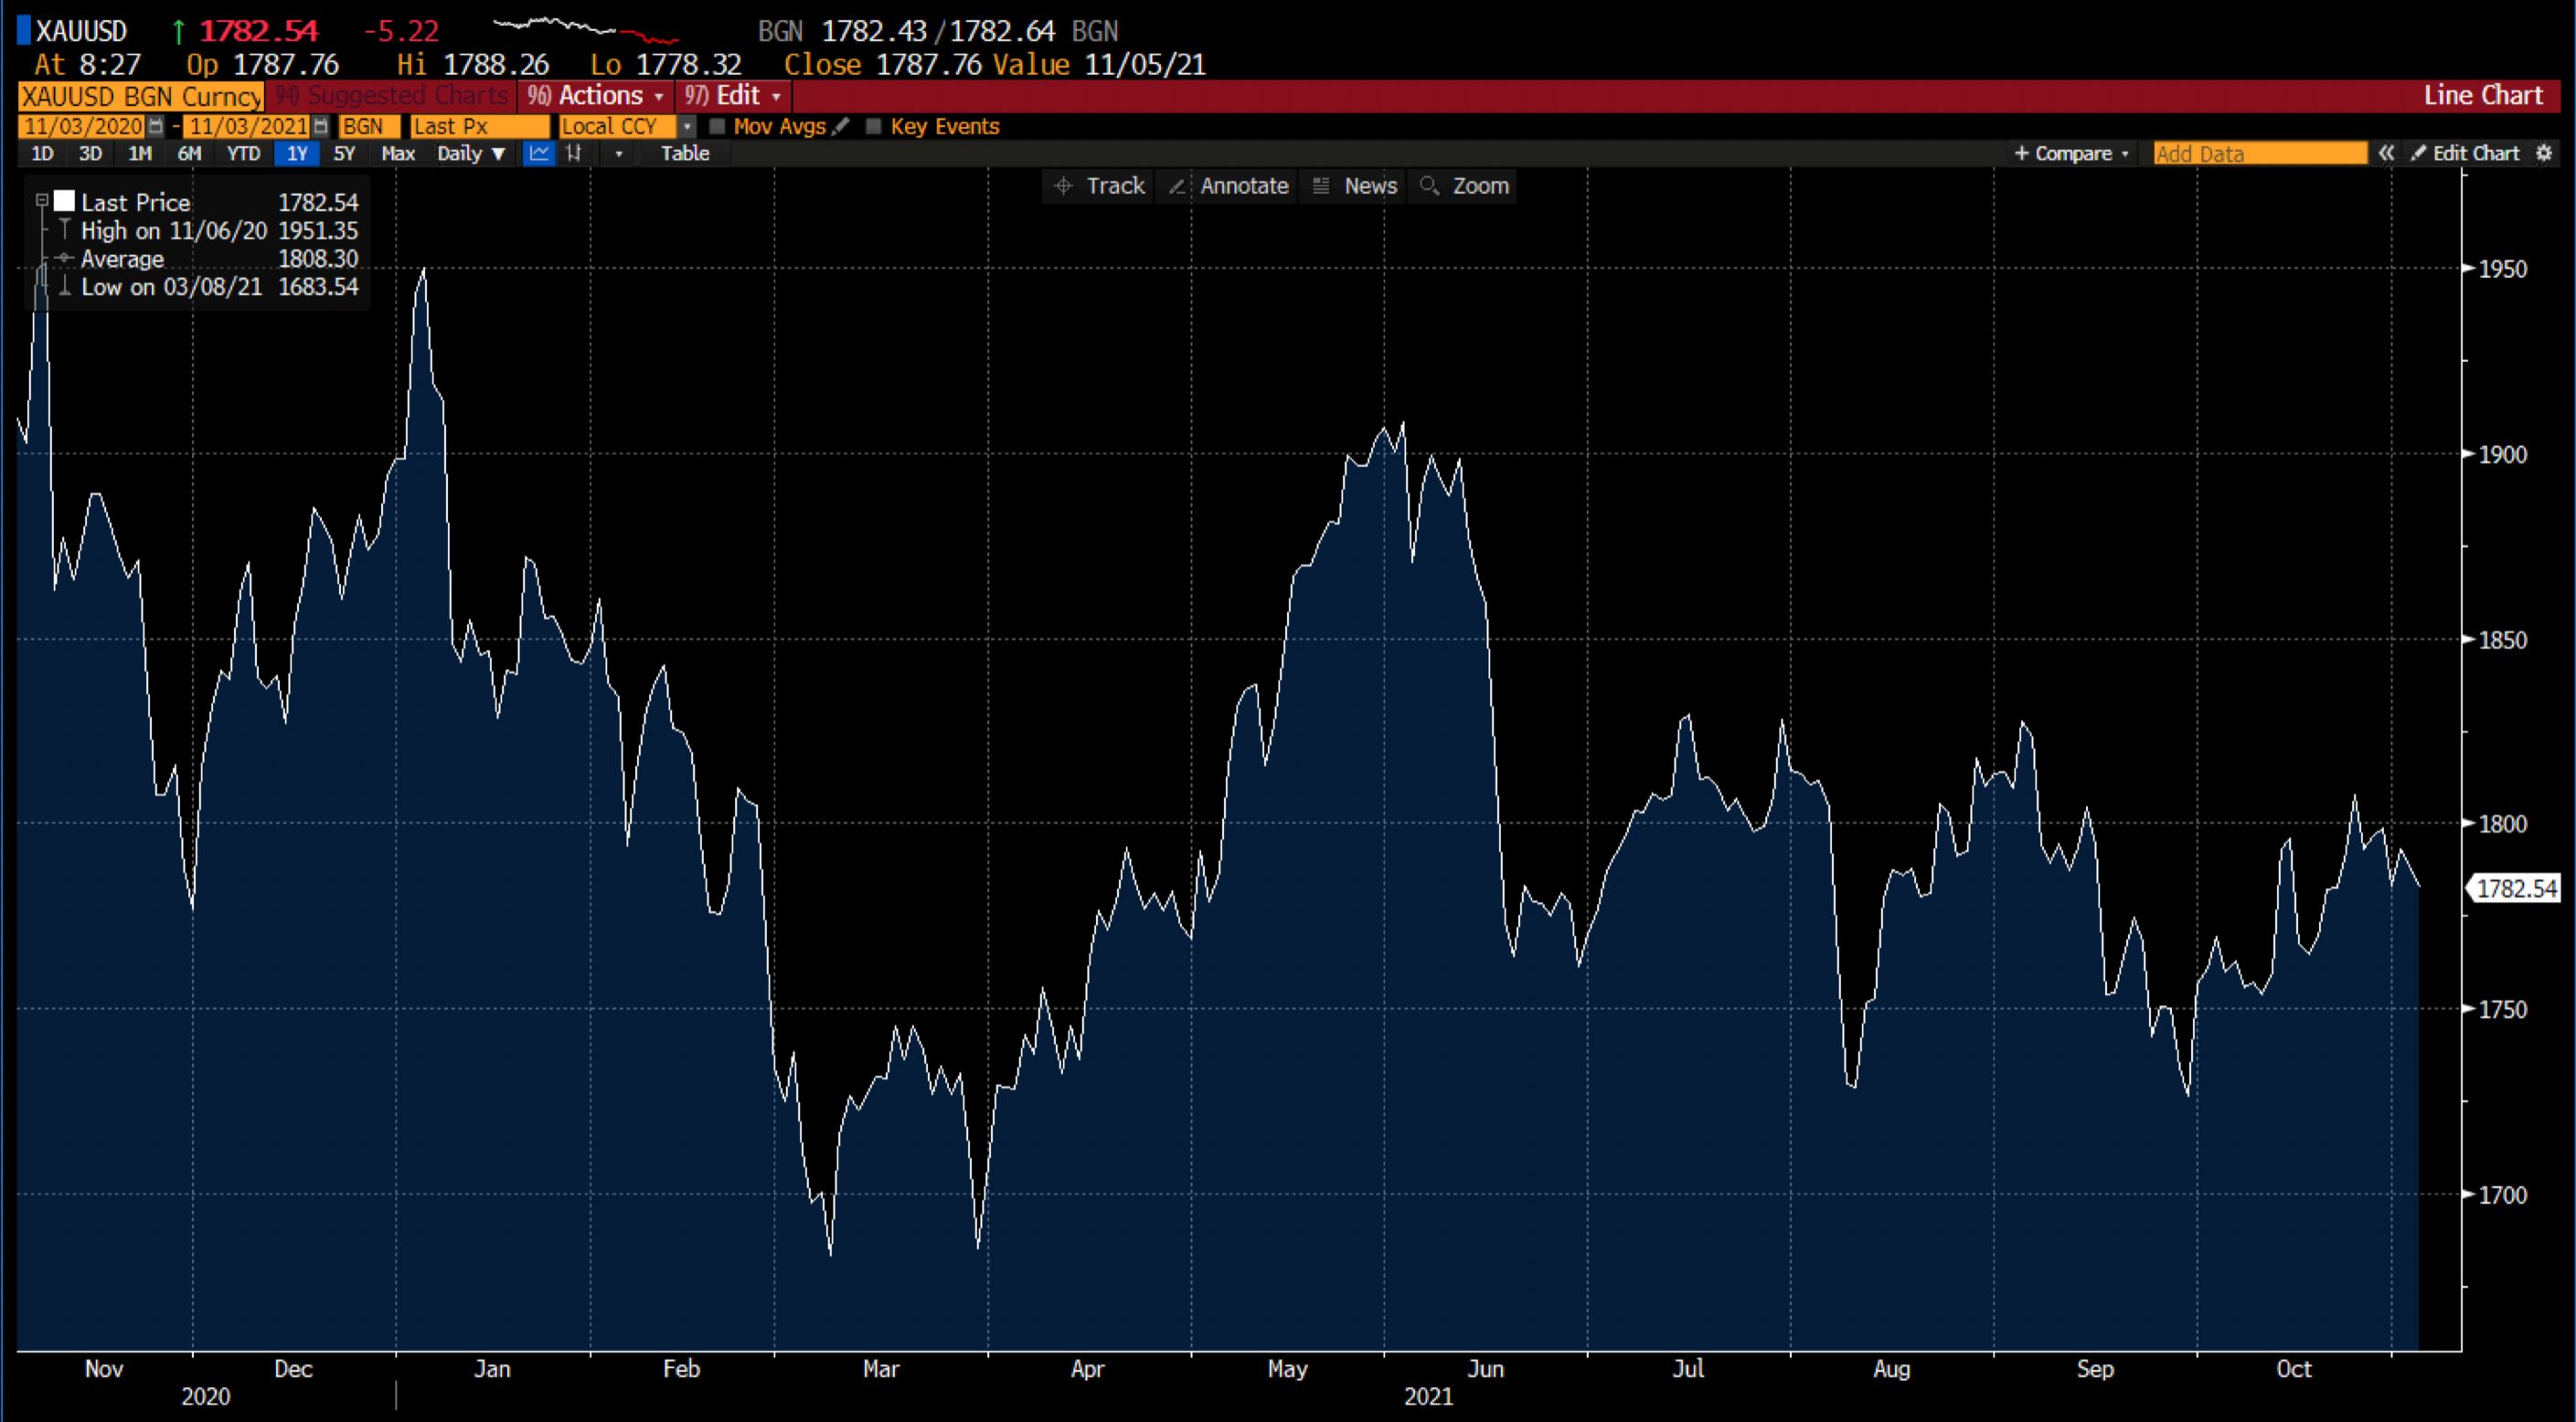 XAUUSD ↑ 1782.54 -5.22 BGN 1782.43/1782.64 BGN
At 8:27 Op 1787.76 Hi 1788.26 Lo 1778.32 Close 1787.76 Value 11/05/21
XAUUSD BGN Curncy 94) Suggested Charts 96) Actions 97) Edit Line Chart
11/03/2020 - 11/03/2021 BGN Last Px Local CCY Mov Avgs Key Events
1D 3D 1M 6M YTD 1Y 5Y Max Daily ▼ Table + Compare Add Data « Edit Chart
Track Annotate News Zoom
Last Price 1782.54
High on 11/06/20 1951.35
Average 1808.30
Low on 03/08/21 1683.54
1950
1900
1850
1800
1782.54
1750
1700
Nov Dec Jan Feb Mar Apr May Jun Jul Aug Sep Oct
2020 2021